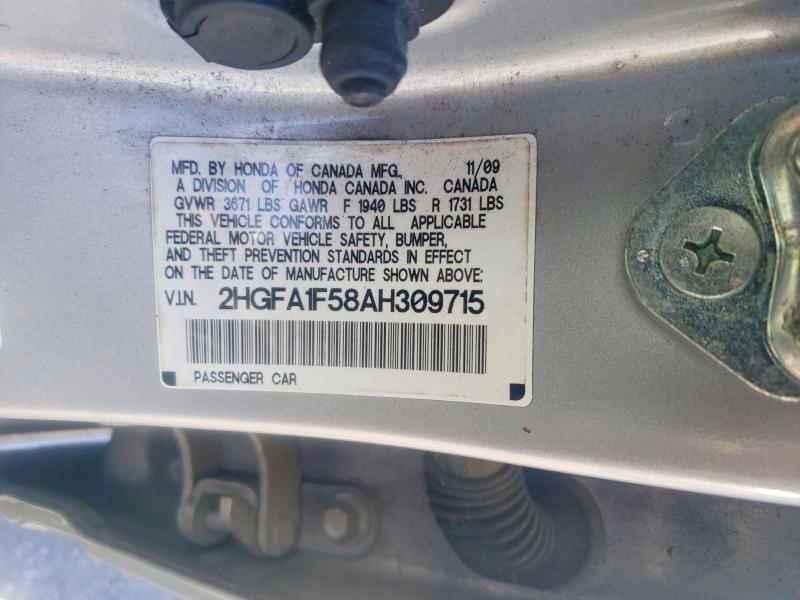 MFD. BY HONDA OF CANADA MFG., 11/09
A DIVISION OF HONDA CANADA INC. CANADA
GVWR 3671 LBS GAWR F 1940 LBS R 1731 LBS
THIS VEHICLE CONFORMS TO ALL APPLICABLE
FEDERAL MOTOR VEHICLE SAFETY, BUMPER,
AND THEFT PREVENTION STANDARDS IN EFFECT
ON THE DATE OF MANUFACTURE SHOWN ABOVE:
V.I.N. 2HGFA1F58AH309715
PASSENGER CAR